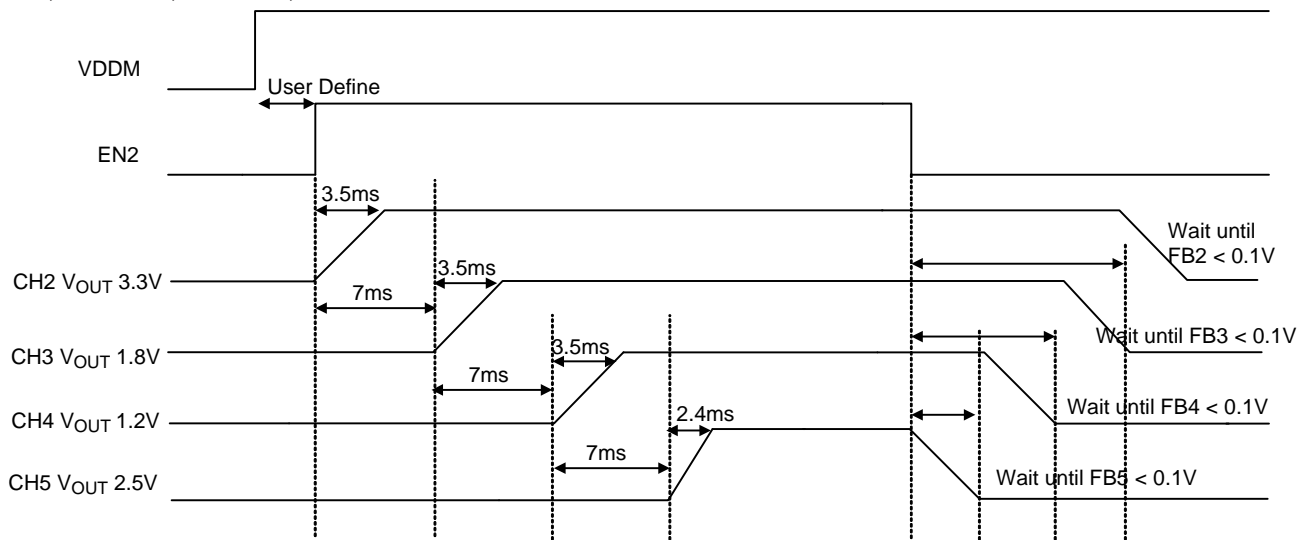 VDDM
User Define
EN2
3.5ms
Wait until
FB2 < 0.1V
CH2 VOUT 3.3V
3.5ms
7ms
Wait until FB3 < 0.1V
CH3 VOUT 1.8V
3.5ms
7ms
Wait until FB4 < 0.1V
CH4 VOUT 1.2V
2.4ms
7ms
Wait until FB5 < 0.1V
CH5 VOUT 2.5V